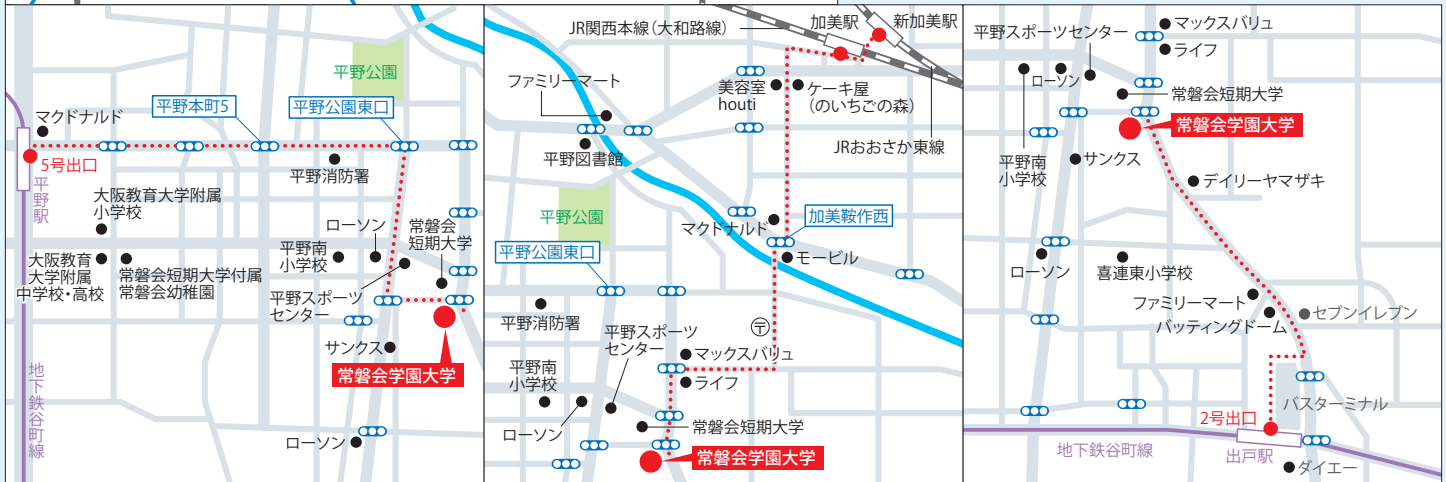 平野公園
マクドナルド
平野本町5
平野公園東口
5号出口
平野駅
平野消防署
大阪教育大学附属
小学校
ローソン
常磐会
短期大学
平野南
小学校
大阪教育
大学附属
中学校・高校
常磐会短期大学付属
常磐会幼稚園
平野スポーツ
センター
サンクス
常磐会学園大学
地下鉄谷町線
ローソン
JR関西本線(大和路線)
加美駅
新加美駅
ファミリーマート
美容室
houti
ケーキ屋
(のいちごの森)
JRおおさか東線
平野図書館
平野公園
マクドナルド
加美鞍作西
平野公園東口
モービル
平野消防署
平野スポーツ
センター
〒
マックスバリュ
平野南
小学校
ライフ
ローソン
常磐会短期大学
常磐会学園大学
マックスバリュ
平野スポーツセンター
ライフ
ローソン
常磐会短期大学
常磐会学園大学
平野南
小学校
サンクス
デイリーヤマザキ
ローソン
喜連東小学校
ファミリーマート
セブンイレブン
バッティングドーム
バスターミナル
2号出口
地下鉄谷町線
出戸駅
ダイエー